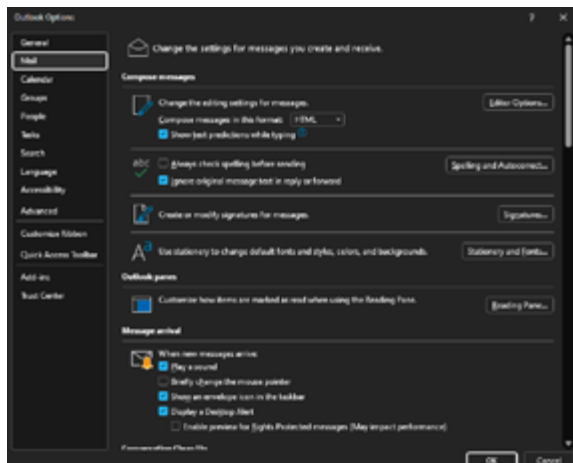 Outlook Options
?
X
General
Mail
Calendar
Groups
People
Tasks
Search
Language
Accessibility
Advanced
Customize Ribbon
Quick Access Toolbar
Add-ins
Trust Center
Change the settings for messages you create and receive.
Compose messages
Change the editing settings for messages.
Editor Options...
Compose messages in this format: HTML
Show text predictions while typing
abc
Always check spelling before sending
Spelling and Autocorrect...
Ignore original message text in reply or forward
Create or modify signatures for messages.
Signatures...
Use stationery to change default fonts and styles, colors, and backgrounds.
Stationery and Fonts...
Outlook panes
Customize how items are marked as read when using the Reading Pane.
Reading Pane...
Message arrival
When new messages arrive:
Play a sound
Briefly change the mouse pointer
Show an envelope icon in the taskbar
Display a Desktop Alert
Enable preview for Rights Protected messages (May impact performance)
Conversation Clean Up
OK
Cancel